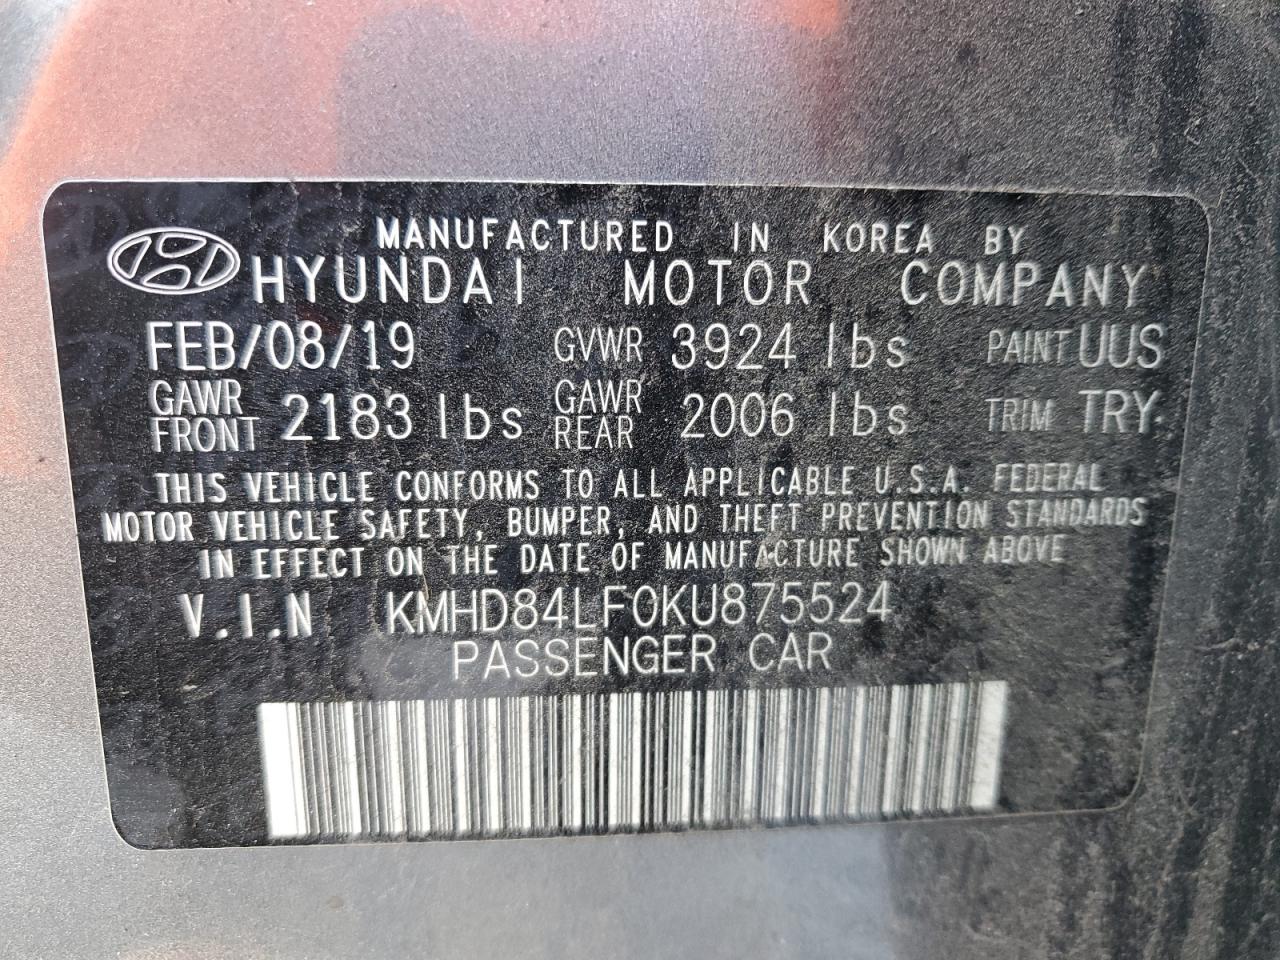 MANUFACTURED IN KOREA BY
HYUNDAI MOTOR COMPANY
FEB/08/19 GVWR 3924 lbs PAINT UUS
GAWR FRONT 2183 lbs GAWR REAR 2006 lbs TRIM TRY
THIS VEHICLE CONFORMS TO ALL APPLICABLE U.S.A. FEDERAL
MOTOR VEHICLE SAFETY, BUMPER, AND THEFT PREVENTION STANDARDS
IN EFFECT ON THE DATE OF MANUFACTURE SHOWN ABOVE
V.I.N KMHD84LF0KU875524
PASSENGER CAR